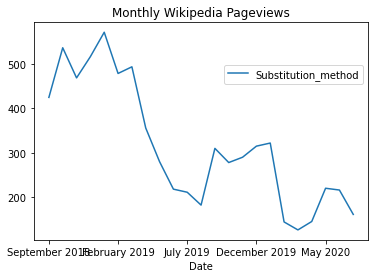 Monthly Wikipedia Pageviews
Substitution_method
500
400
300
200
September 2018 February 2019 July 2019 December 2019 May 2020
Date